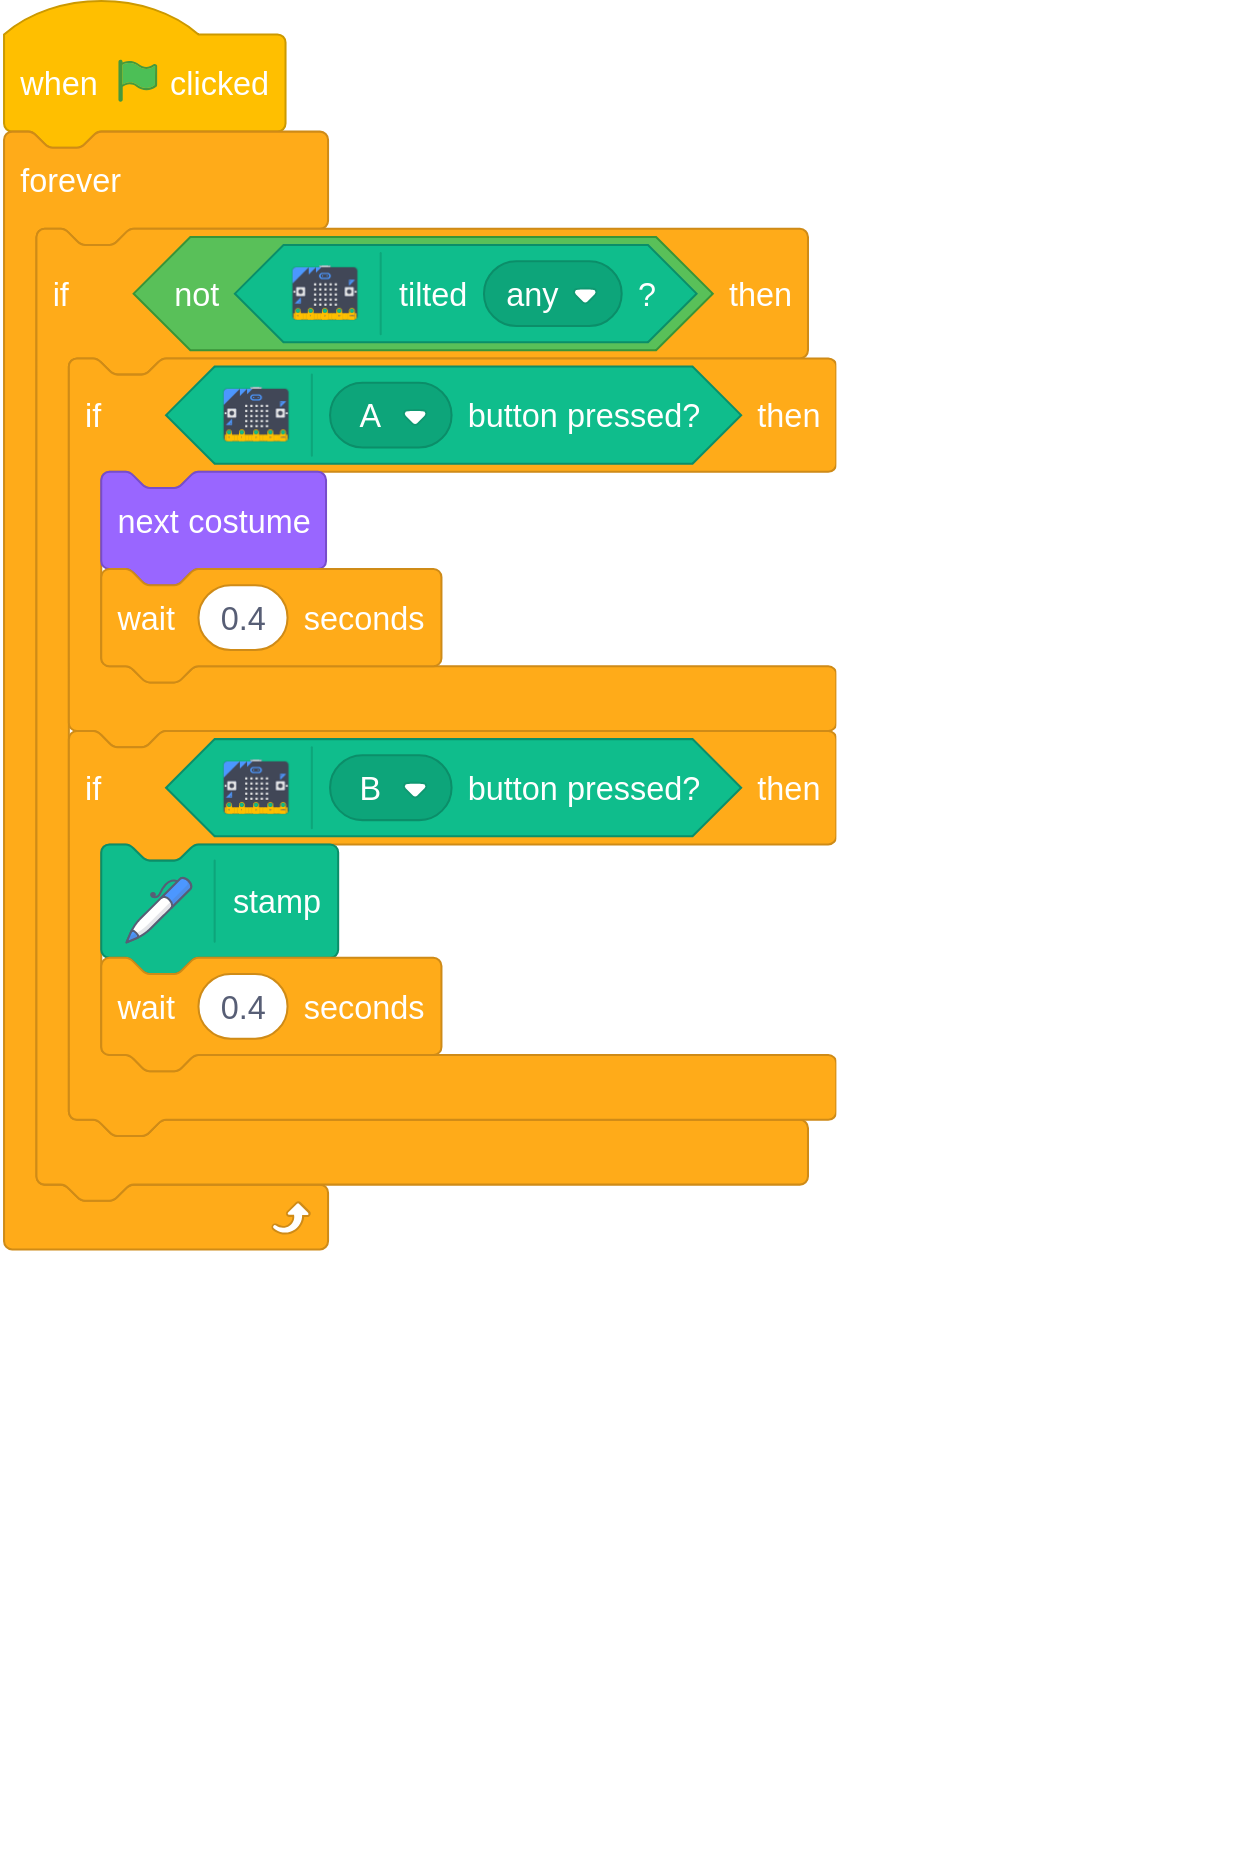 when clicked
forever
if not tilted any ? then
if A button pressed? then
next costume
wait 0.4 seconds
if B button pressed? then
stamp
wait 0.4 seconds